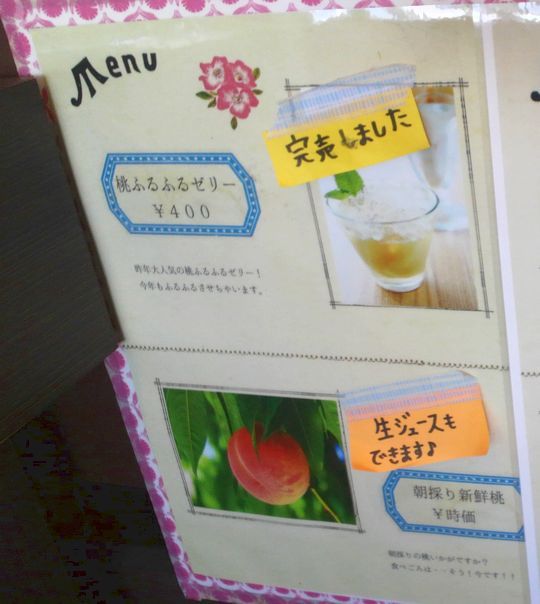 Menu
完売しました
桃ふるふるゼリー
¥400
昨年大人気の桃ふるふるゼリー!
今年もふるふるさせちゃいます。
生ジュースも
できます♪
朝採り新鮮桃
¥時価
朝採りの桃いかがですか?
食べごろは・・そう!今です!!